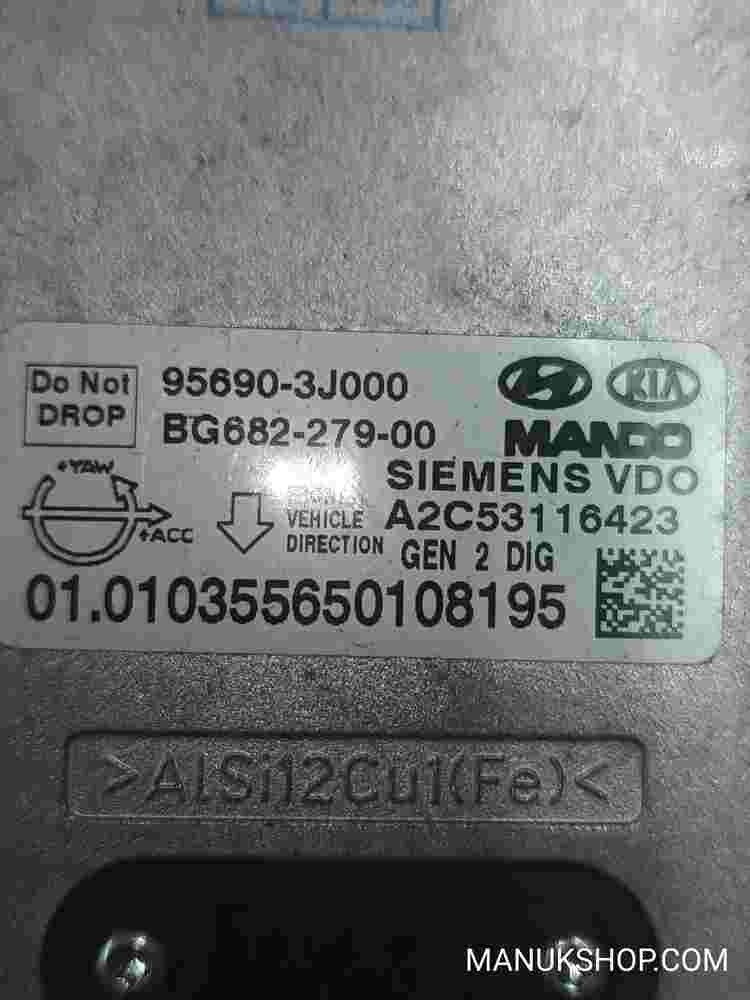 Do Not
DROP
95690-3J000
BG682-279-00
KIA
MANDO
SIEMENS VDO
+YAW
+ACC
VEHICLE
DIRECTION
A2C53116423
GEN 2 DIG
01.010355650108195
>AlSi12Cu1(Fe)<
MANUKSHOP.COM